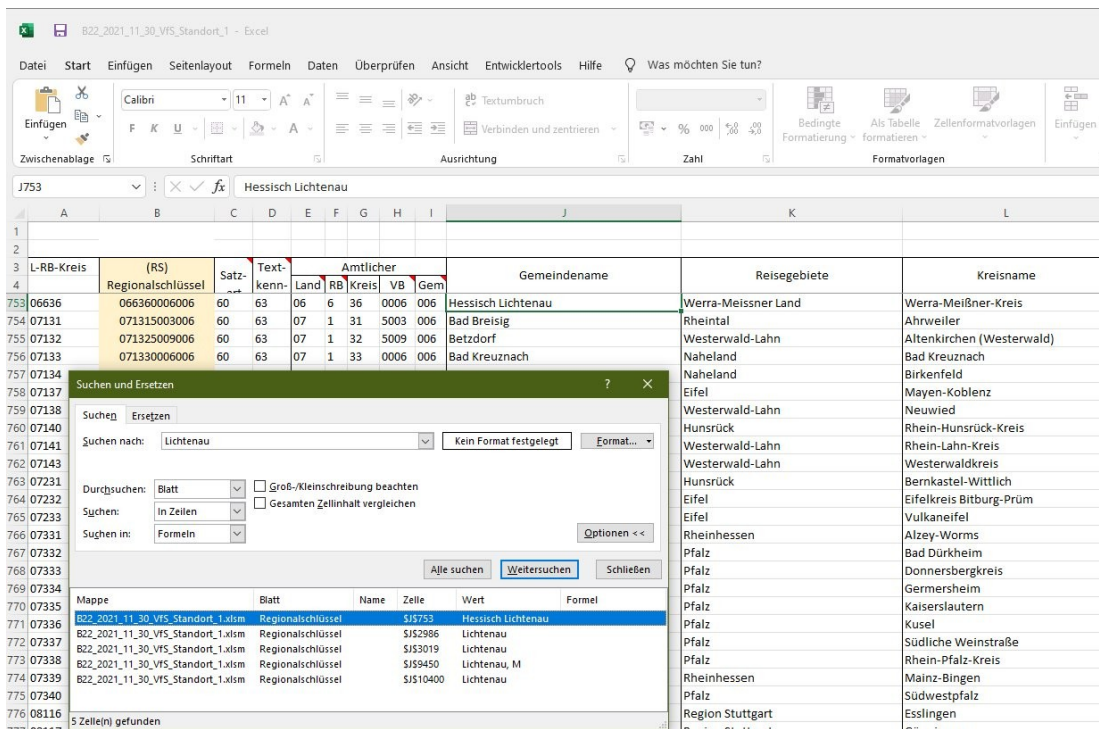 B22_2021_11_30_VfS_Standort_1 - Excel
Datei Start Einfügen Seitenlayout Formeln Daten Überprüfen Ansicht Entwicklertools Hilfe Was möchten Sie tun?
Einfügen
Calibri 11
Textumbruch
F K U
Verbinden und zentrieren
% 000
Bedingte Formatierung
Als Tabelle formatieren
Zellenformatvorlagen
Einfügen
Zwischenablage Schriftart Ausrichtung Zahl Formatvorlagen
J753 fx Hessisch Lichtenau
A B C D E F G H I J K L
1
2
3 L-RB-Kreis (RS) Satz- Text- Amtlicher Gemeindename Reisegebiete Kreisname
4 Regionalschlüssel kenn- Land RB Kreis VB Gem
753 06636 066360006006 60 63 06 6 36 0006 006 Hessisch Lichtenau Werra-Meissner Land Werra-Meißner-Kreis
754 07131 071315003006 60 63 07 1 31 5003 006 Bad Breisig Rheintal Ahrweiler
755 07132 071325009006 60 63 07 1 32 5009 006 Betzdorf Westerwald-Lahn Altenkirchen (Westerwald)
756 07133 071330006006 60 63 07 1 33 0006 006 Bad Kreuznach Naheland Bad Kreuznach
757 07134 Naheland Birkenfeld
758 07137 Eifel Mayen-Koblenz
759 07138 Westerwald-Lahn Neuwied
760 07140 Hunsrück Rhein-Hunsrück-Kreis
761 07141 Westerwald-Lahn Rhein-Lahn-Kreis
762 07143 Westerwald-Lahn Westerwaldkreis
763 07231 Hunsrück Bernkastel-Wittlich
764 07232 Eifel Eifelkreis Bitburg-Prüm
765 07233 Eifel Vulkaneifel
766 07331 Rheinhessen Alzey-Worms
767 07332 Pfalz Bad Dürkheim
768 07333 Pfalz Donnersbergkreis
769 07334 Pfalz Germersheim
770 07335 Pfalz Kaiserslautern
771 07336 Pfalz Kusel
772 07337 Pfalz Südliche Weinstraße
773 07338 Pfalz Rhein-Pfalz-Kreis
774 07339 Rheinhessen Mainz-Bingen
775 07340 Pfalz Südwestpfalz
776 08116 Region Stuttgart Esslingen
Suchen und Ersetzen ?
Suchen Ersetzen
Suchen nach: Lichtenau Kein Format festgelegt Format...
Durchsuchen: Blatt Groß-/Kleinschreibung beachten
Suchen: In Zeilen Gesamten Zellinhalt vergleichen
Suchen in: Formeln Optionen <<
Alle suchen Weitersuchen Schließen
Mappe Blatt Name Zelle Wert Formel
B22_2021_11_30_VfS_Standort_1.xlsm Regionalschlüssel $J$753 Hessisch Lichtenau
B22_2021_11_30_VfS_Standort_1.xlsm Regionalschlüssel $J$2986 Lichtenau
B22_2021_11_30_VfS_Standort_1.xlsm Regionalschlüssel $J$3019 Lichtenau
B22_2021_11_30_VfS_Standort_1.xlsm Regionalschlüssel $J$9450 Lichtenau, M
B22_2021_11_30_VfS_Standort_1.xlsm Regionalschlüssel $J$10400 Lichtenau
5 Zelle(n) gefunden